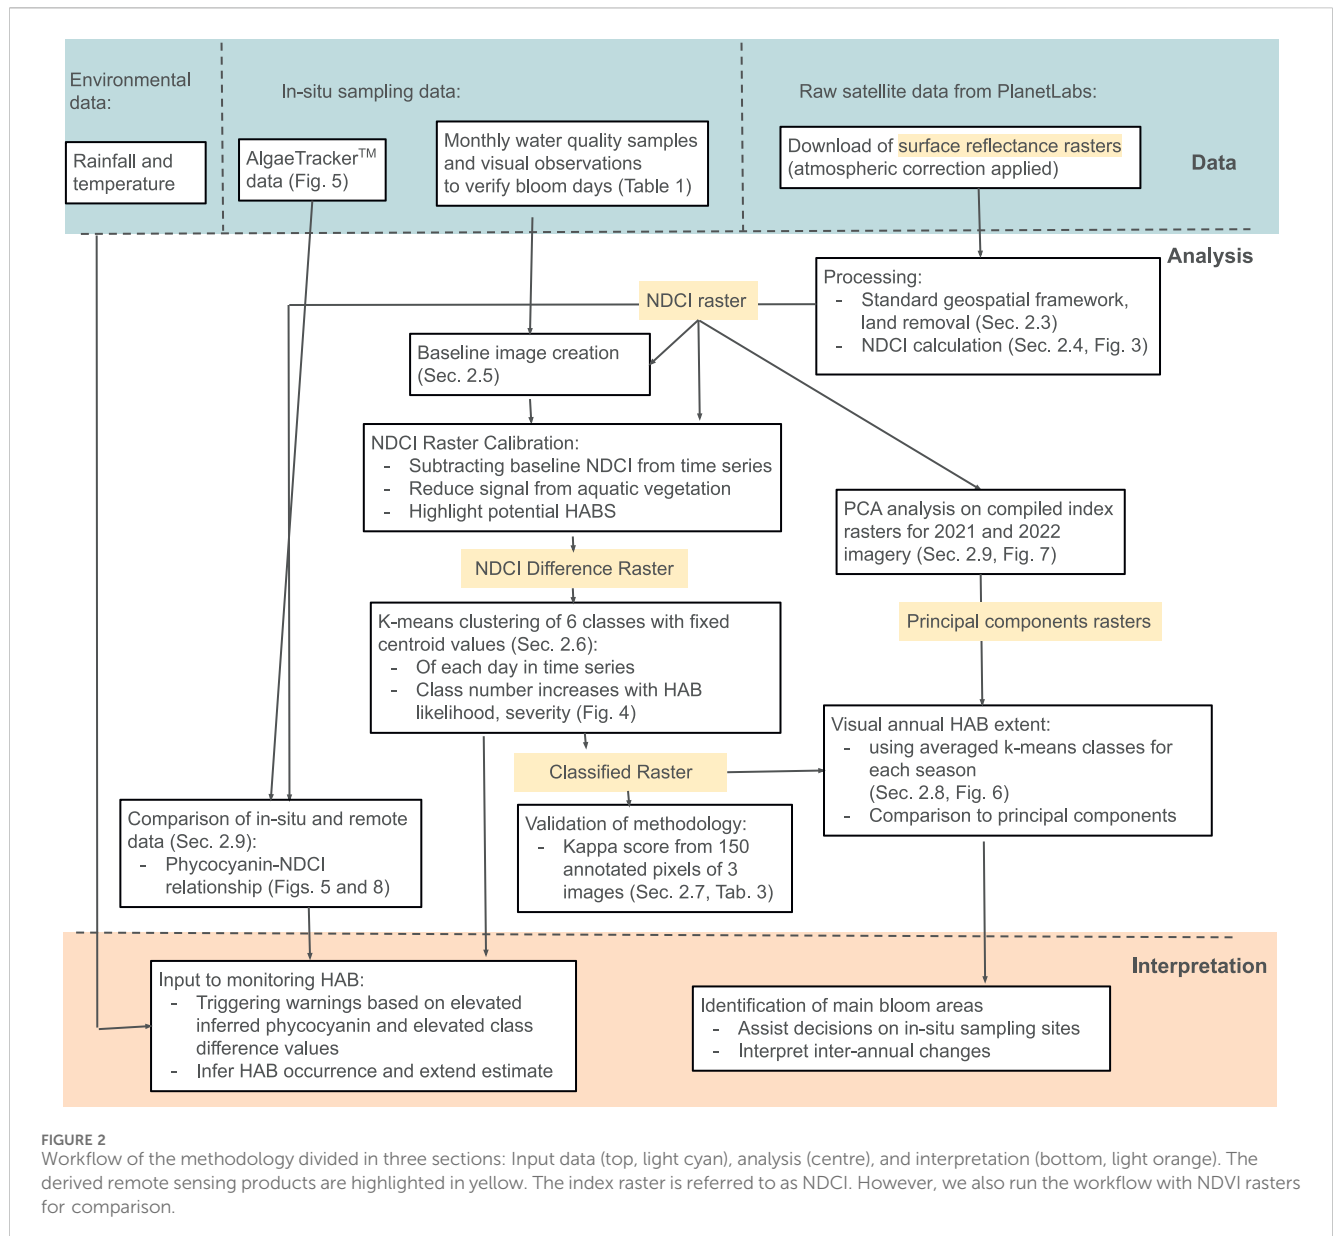 Environmental
data:
In-situ sampling data:
Raw satellite data from PlanetLabs:
Rainfall and
temperature
AlgaeTracker™
data (Fig. 5)
Monthly water quality samples
and visual observations
to verify bloom days (Table 1)
Download of surface reflectance rasters
(atmospheric correction applied)
Data
Analysis
Processing:
- Standard geospatial framework,
land removal (Sec. 2.3)
- NDCI calculation (Sec. 2.4, Fig. 3)
NDCI raster
Baseline image creation
(Sec. 2.5)
NDCI Raster Calibration:
- Subtracting baseline NDCI from time series
- Reduce signal from aquatic vegetation
- Highlight potential HABS
PCA analysis on compiled index
rasters for 2021 and 2022
imagery (Sec. 2.9, Fig. 7)
NDCI Difference Raster
Principal components rasters
K-means clustering of 6 classes with fixed
centroid values (Sec. 2.6):
- Of each day in time series
- Class number increases with HAB
likelihood, severity (Fig. 4)
Visual annual HAB extent:
- using averaged k-means classes for
each season
(Sec. 2.8, Fig. 6)
- Comparison to principal components
Classified Raster
Comparison of in-situ and remote
data (Sec. 2.9):
- Phycocyanin-NDCI
relationship (Figs. 5 and 8)
Validation of methodology:
- Kappa score from 150
annotated pixels of 3
images (Sec. 2.7, Tab. 3)
Interpretation
Input to monitoring HAB:
- Triggering warnings based on elevated
inferred phycocyanin and elevated class
difference values
- Infer HAB occurrence and extend estimate
Identification of main bloom areas
- Assist decisions on in-situ sampling sites
- Interpret inter-annual changes
FIGURE 2
Workflow of the methodology divided in three sections: Input data (top, light cyan), analysis (centre), and interpretation (bottom, light orange). The
derived remote sensing products are highlighted in yellow. The index raster is referred to as NDCI. However, we also run the workflow with NDVI rasters
for comparison.